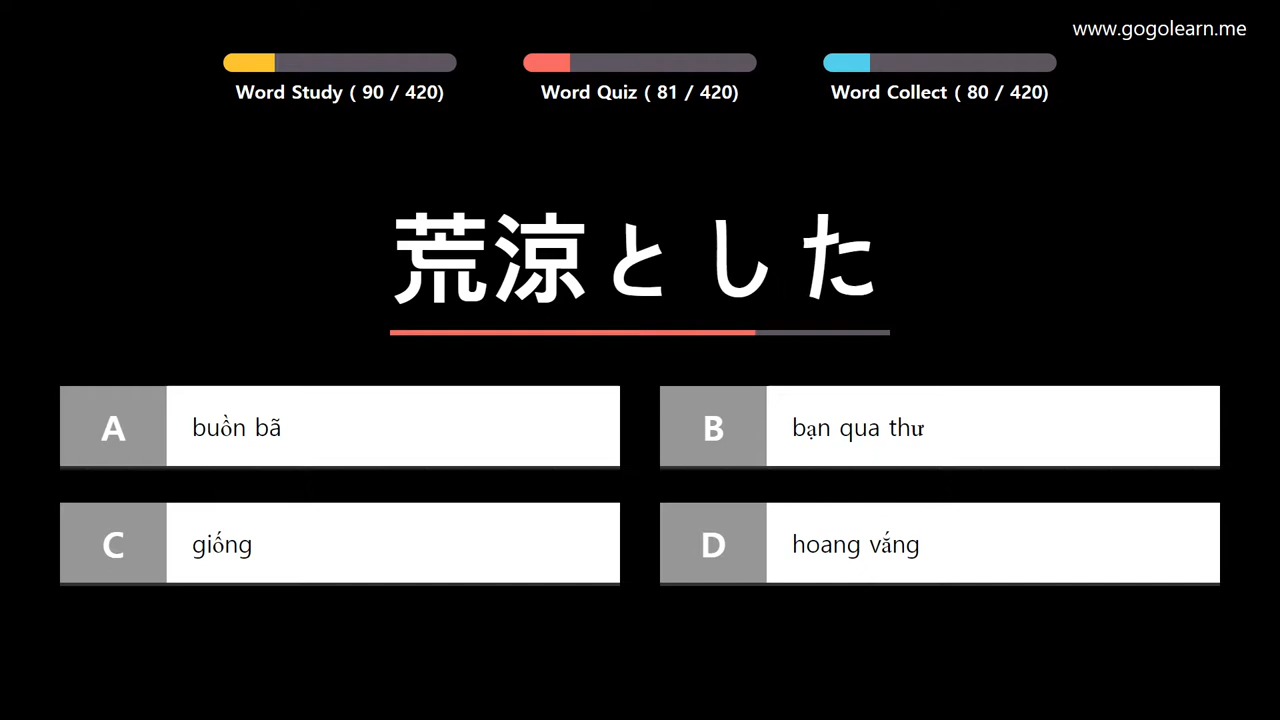 www.gogolearn.me
Word Study ( 90 / 420)
Word Quiz ( 81 / 420)
Word Collect ( 80 / 420)
荒涼とした
A buồn bã
B bạn qua thư
C giống
D hoang vắng